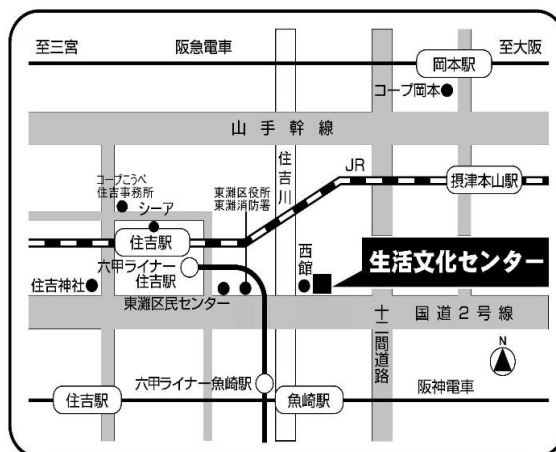 至三宮
阪急電車
至大阪
岡本駅
コープ岡本
山手幹線
住吉川
JR
摂津本山駅
コープこうべ
住吉事務所
シーア
東灘区役所
東灘消防署
住吉駅
六甲ライナー
住吉駅
西館
生活文化センター
住吉神社
東灘区民センター
国道2号線
十二間道路
N
六甲ライナー魚崎駅
住吉駅
魚崎駅
阪神電車